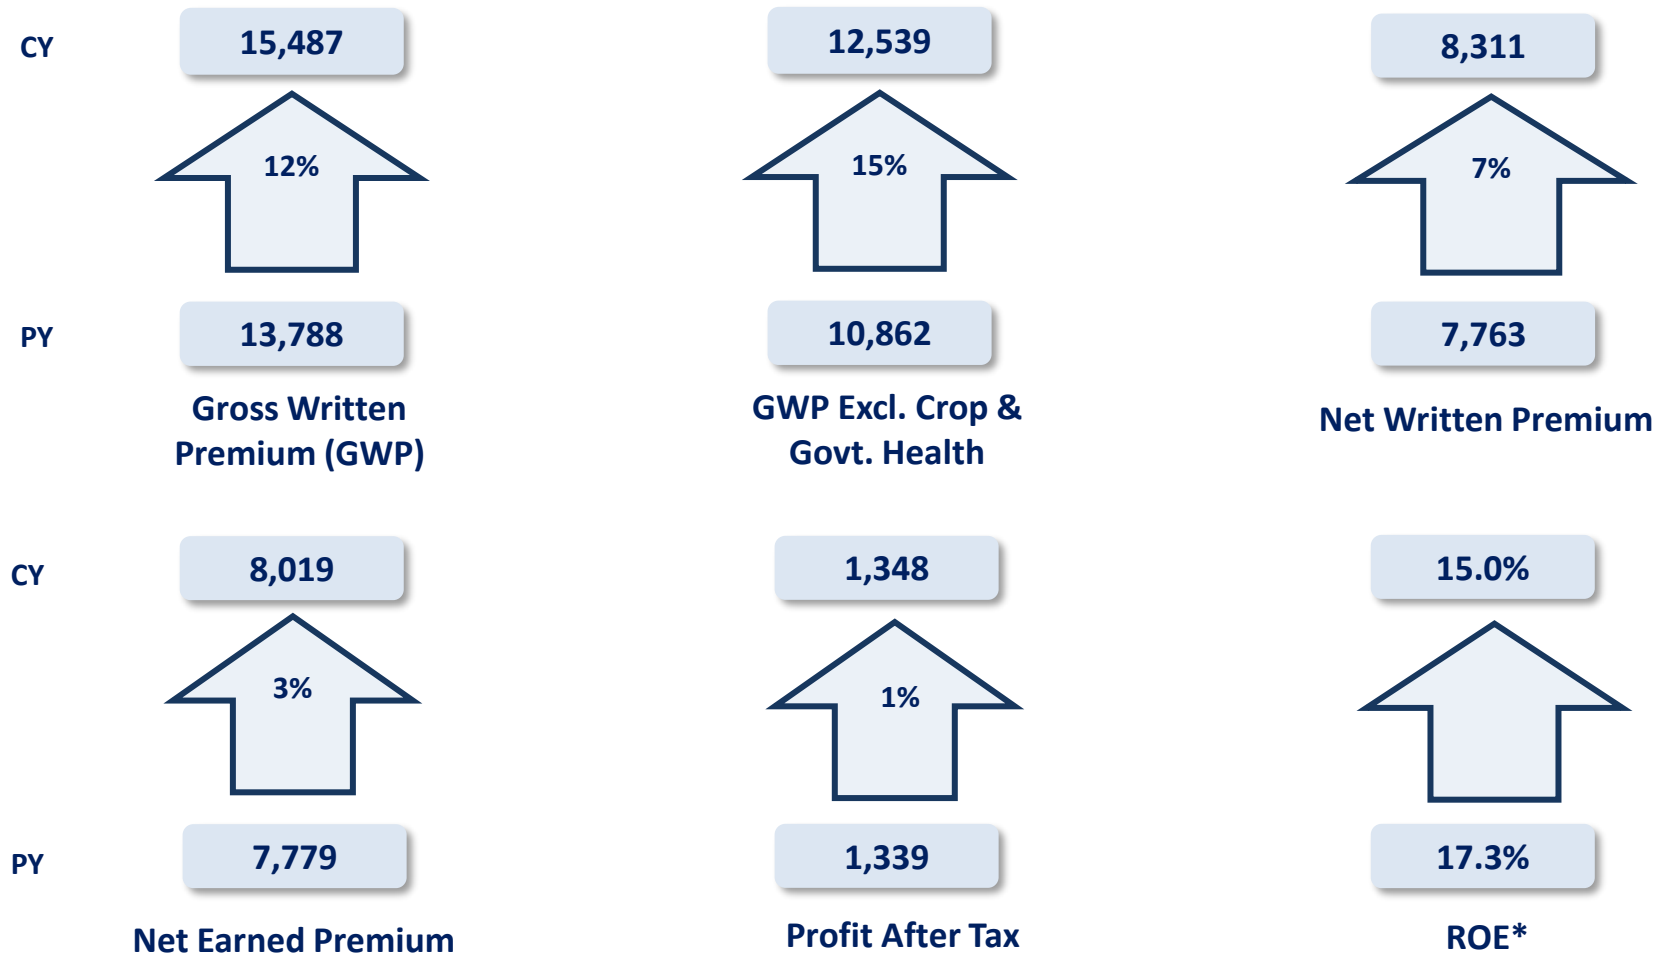 CY
15,487
12,539
8,311
12%
15%
7%
PY
13,788
10,862
7,763
Gross Written
Premium (GWP)
GWP Excl. Crop &
Govt. Health
Net Written Premium
CY
8,019
1,348
15.0%
3%
1%
PY
7,779
1,339
17.3%
Net Earned Premium
Profit After Tax
ROE*